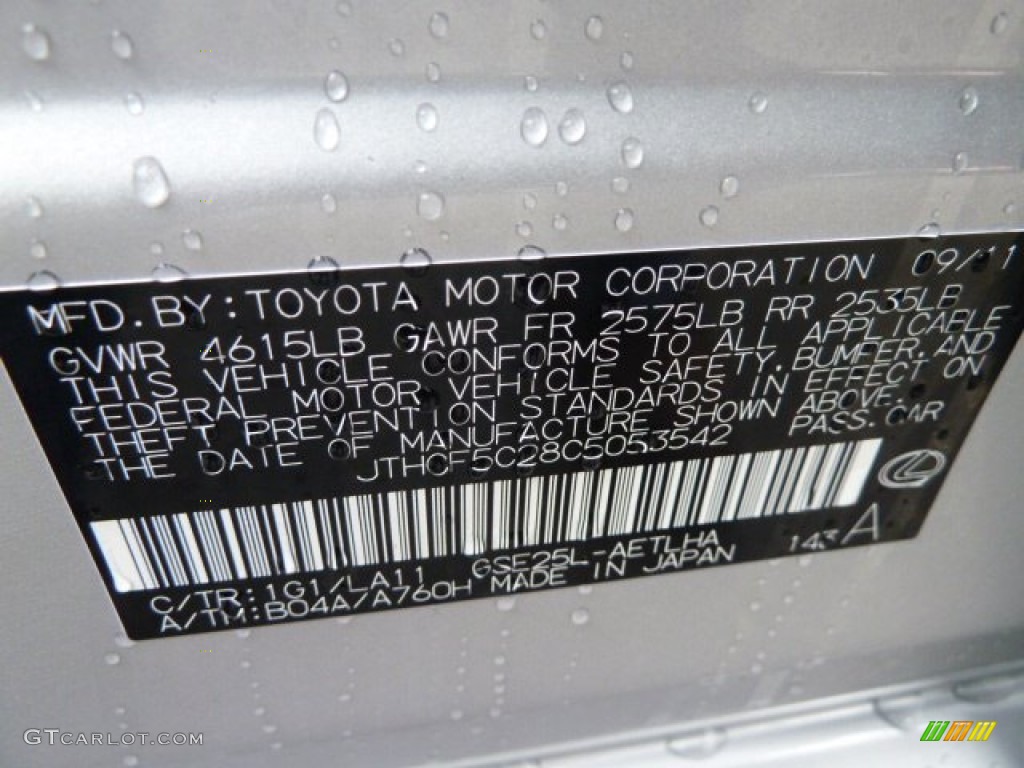 MFD. BY: TOYOTA MOTOR CORPORATION 09/11
GVWR 4615LB GAWR FR 2575LB RR 2535LB
THIS VEHICLE CONFORMS TO ALL APPLICABLE
FEDERAL MOTOR VEHICLE SAFETY, BUMPER, AND
THEFT PREVENTION STANDARDS IN EFFECT ON
THE DATE OF MANUFACTURE SHOWN ABOVE.
JTHCF5C28C5053542 PASS. CAR
C/TR: 1G1/LA11 GSE25L-AETLHA 143 A
A/TM: B04A/A760H MADE IN JAPAN
GTCARLOT.COM